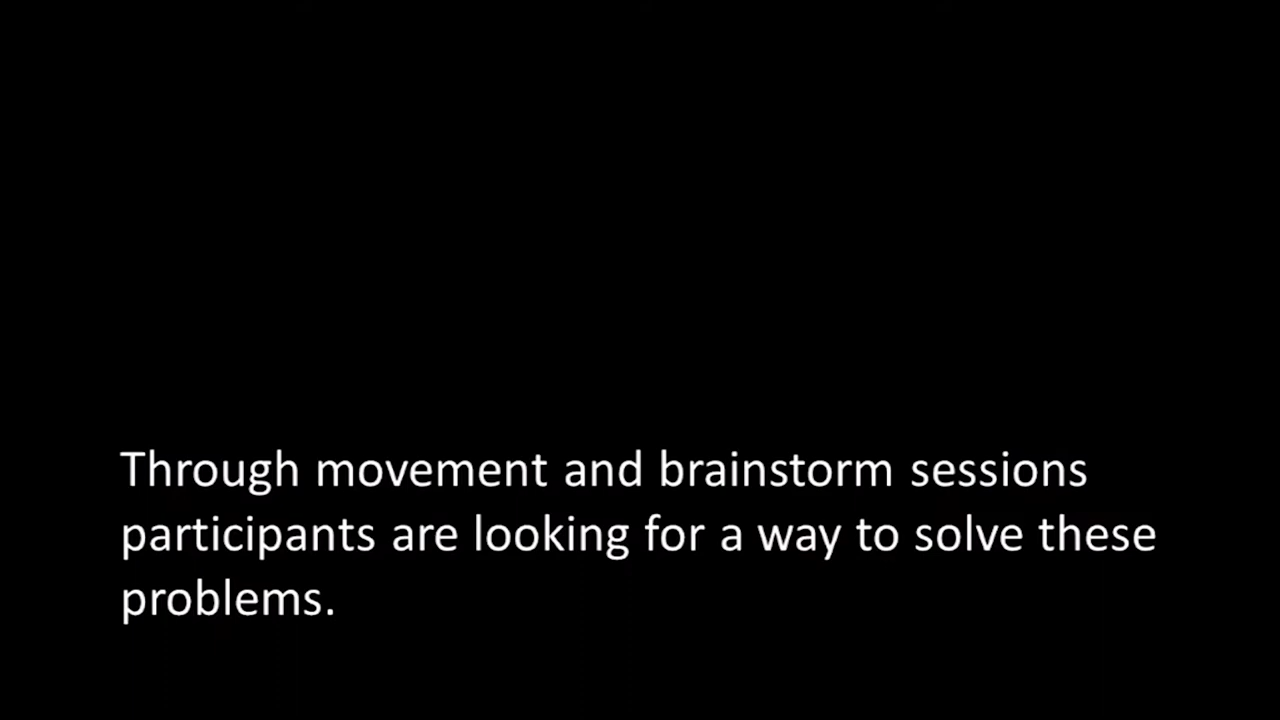 Through movement and brainstorm sessions
participants are looking for a way to solve these
problems.